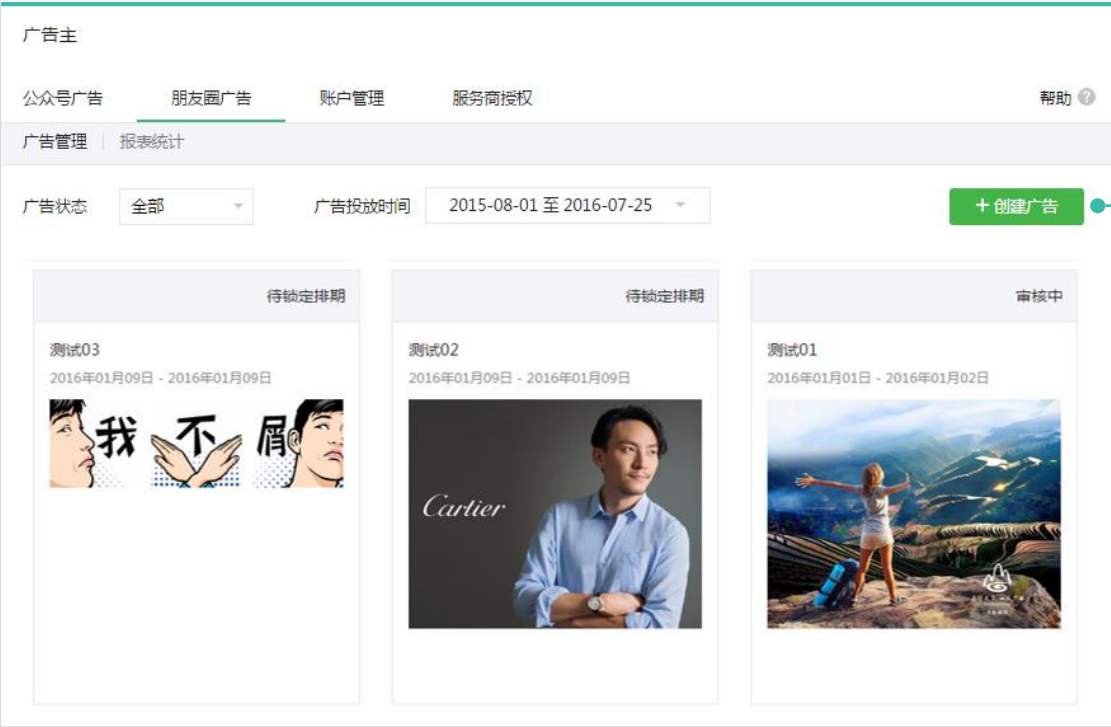 广告主
公众号广告 朋友圈广告 账户管理 服务商授权 帮助
广告管理 报表统计
广告状态 全部 广告投放时间 2015-08-01 至 2016-07-25 + 创建广告
待锁定排期 待锁定排期 审核中
测试03 测试02 测试01
2016年01月09日 - 2016年01月09日 2016年01月09日 - 2016年01月09日 2016年01月01日 - 2016年01月02日
我 不 屑
Cartier